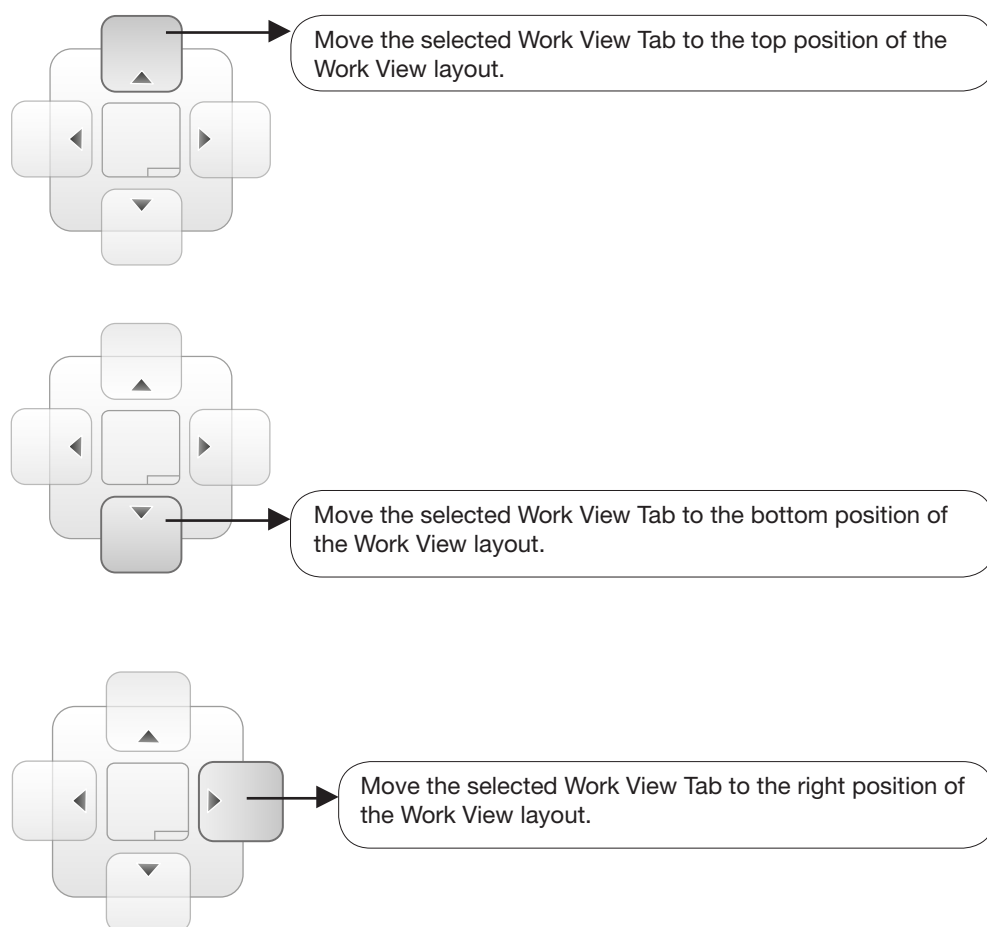 Move the selected Work View Tab to the top position of the
Work View layout.
Move the selected Work View Tab to the bottom position of
the Work View layout.
Move the selected Work View Tab to the right position of
the Work View layout.